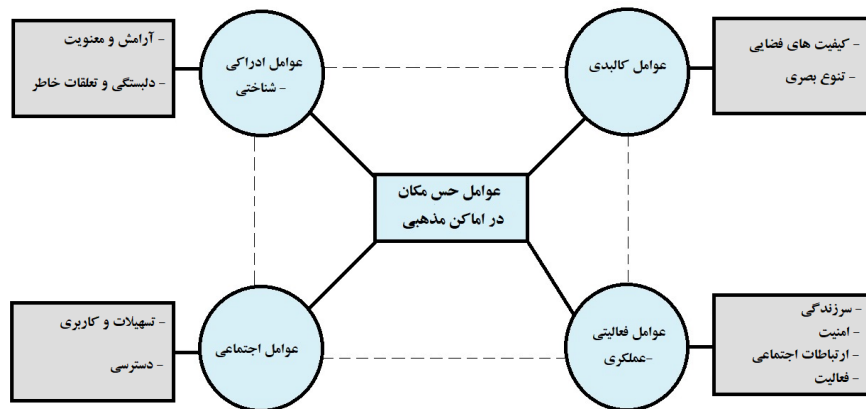 - کیفیت های فضایی
- تنوع بصری
عوامل کالبدی
عوامل ادراکی
- شناختی
- آرامش و معنویت
- دلبستگی و تعلقات خاطر
عوامل حس مکان
در اماکن مذهبی
- سرزندگی
- امنیت
- ارتباطات اجتماعی
- فعالیت
عوامل فعالیتی
-عملکری
عوامل اجتماعی
- تسهیلات و کاربری
- دسترسی